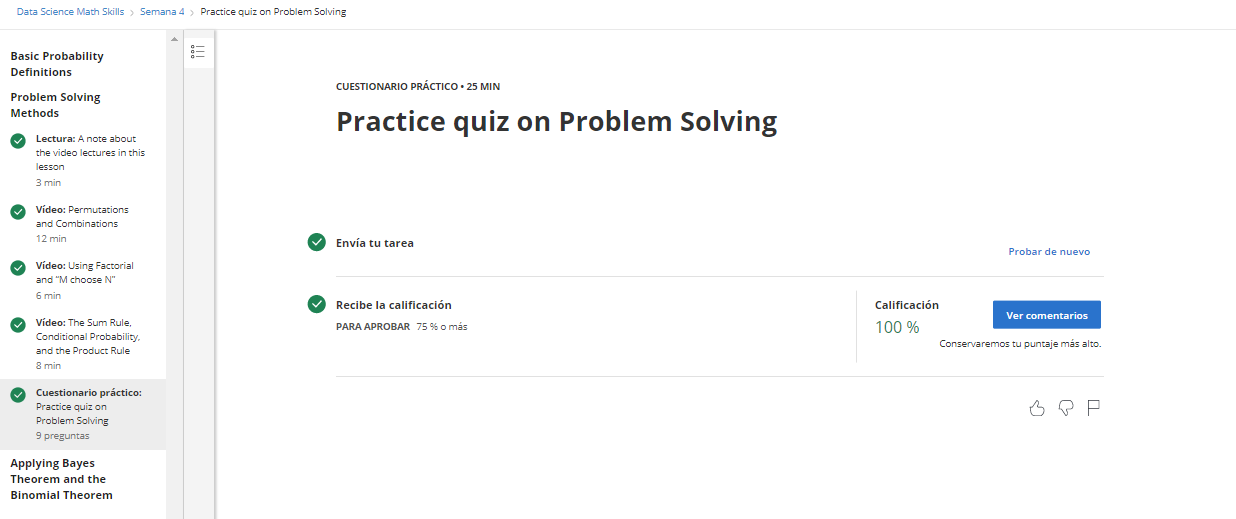 Data Science Math Skills > Semana 4 > Practice quiz on Problem Solving
Basic Probability
Definitions
Problem Solving
Methods
Lectura: A note about
the video lectures in this
lesson
3 min
Vídeo: Permutations
and Combinations
12 min
Vídeo: Using Factorial
and "M choose N"
6 min
Vídeo: The Sum Rule,
Conditional Probability,
and the Product Rule
8 min
Cuestionario práctico:
Practice quiz on
Problem Solving
9 preguntas
Applying Bayes
Theorem and the
Binomial Theorem
CUESTIONARIO PRÁCTICO • 25 MIN
Practice quiz on Problem Solving
Envía tu tarea
Probar de nuevo
Recibe la calificación
PARA APROBAR 75 % o más
Calificación
100 %
Ver comentarios
Conservaremos tu puntaje más alto.